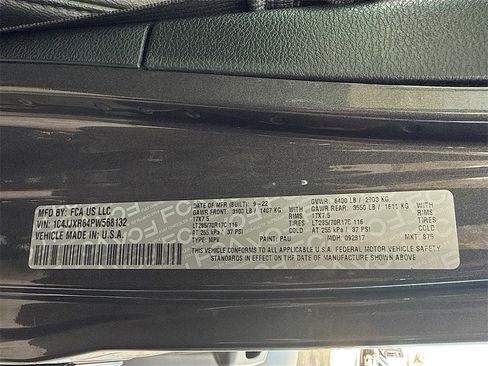 MFD BY: FCA US LLC
VIN: 1C4JJXR64PW568132
VEHICLE MADE IN: U.S.A.
DATE OF MFR (BUILT): 9-22
GVWR: 6400 LB / 2903 KG
GAWR FRONT: 3100 LB / 1407 KG WITH
GAWR REAR: 3550 LB / 1611 KG WITH
17X7.5 RIMS
17X7.5 RIMS
LT285/70R17C 116 TIRES
LT285/70R17C 116 TIRES
AT 255 kPa / 37 PSI COLD
AT 255 kPa / 37 PSI COLD
TYPE: MPV PAINT: PAU MDH: 092817 MKT: 875
THIS VEHICLE CONFORMS TO ALL APPLICABLE U.S.A. FEDERAL MOTOR VEHICLE SAFETY
STANDARDS IN EFFECT ON THE DATE OF MANUFACTURE SHOWN ABOVE.